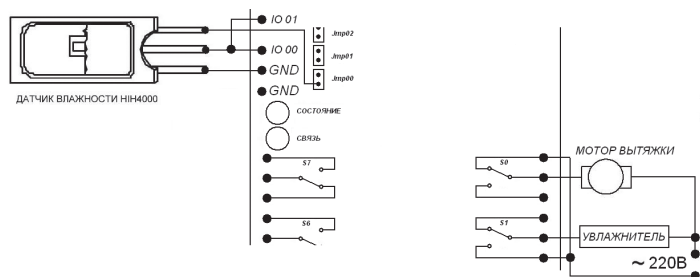 IO 01
Jmp02
IO 00
Jmp01
GND
Jmp00
GND
ДАТЧИК ВЛАЖНОСТИ HIH4000
СОСТОЯНИЕ
СВЯЗЬ
S7
S6
S0
МОТОР ВЫТЯЖКИ
S1
УВЛАЖНИТЕЛЬ
~ 220В